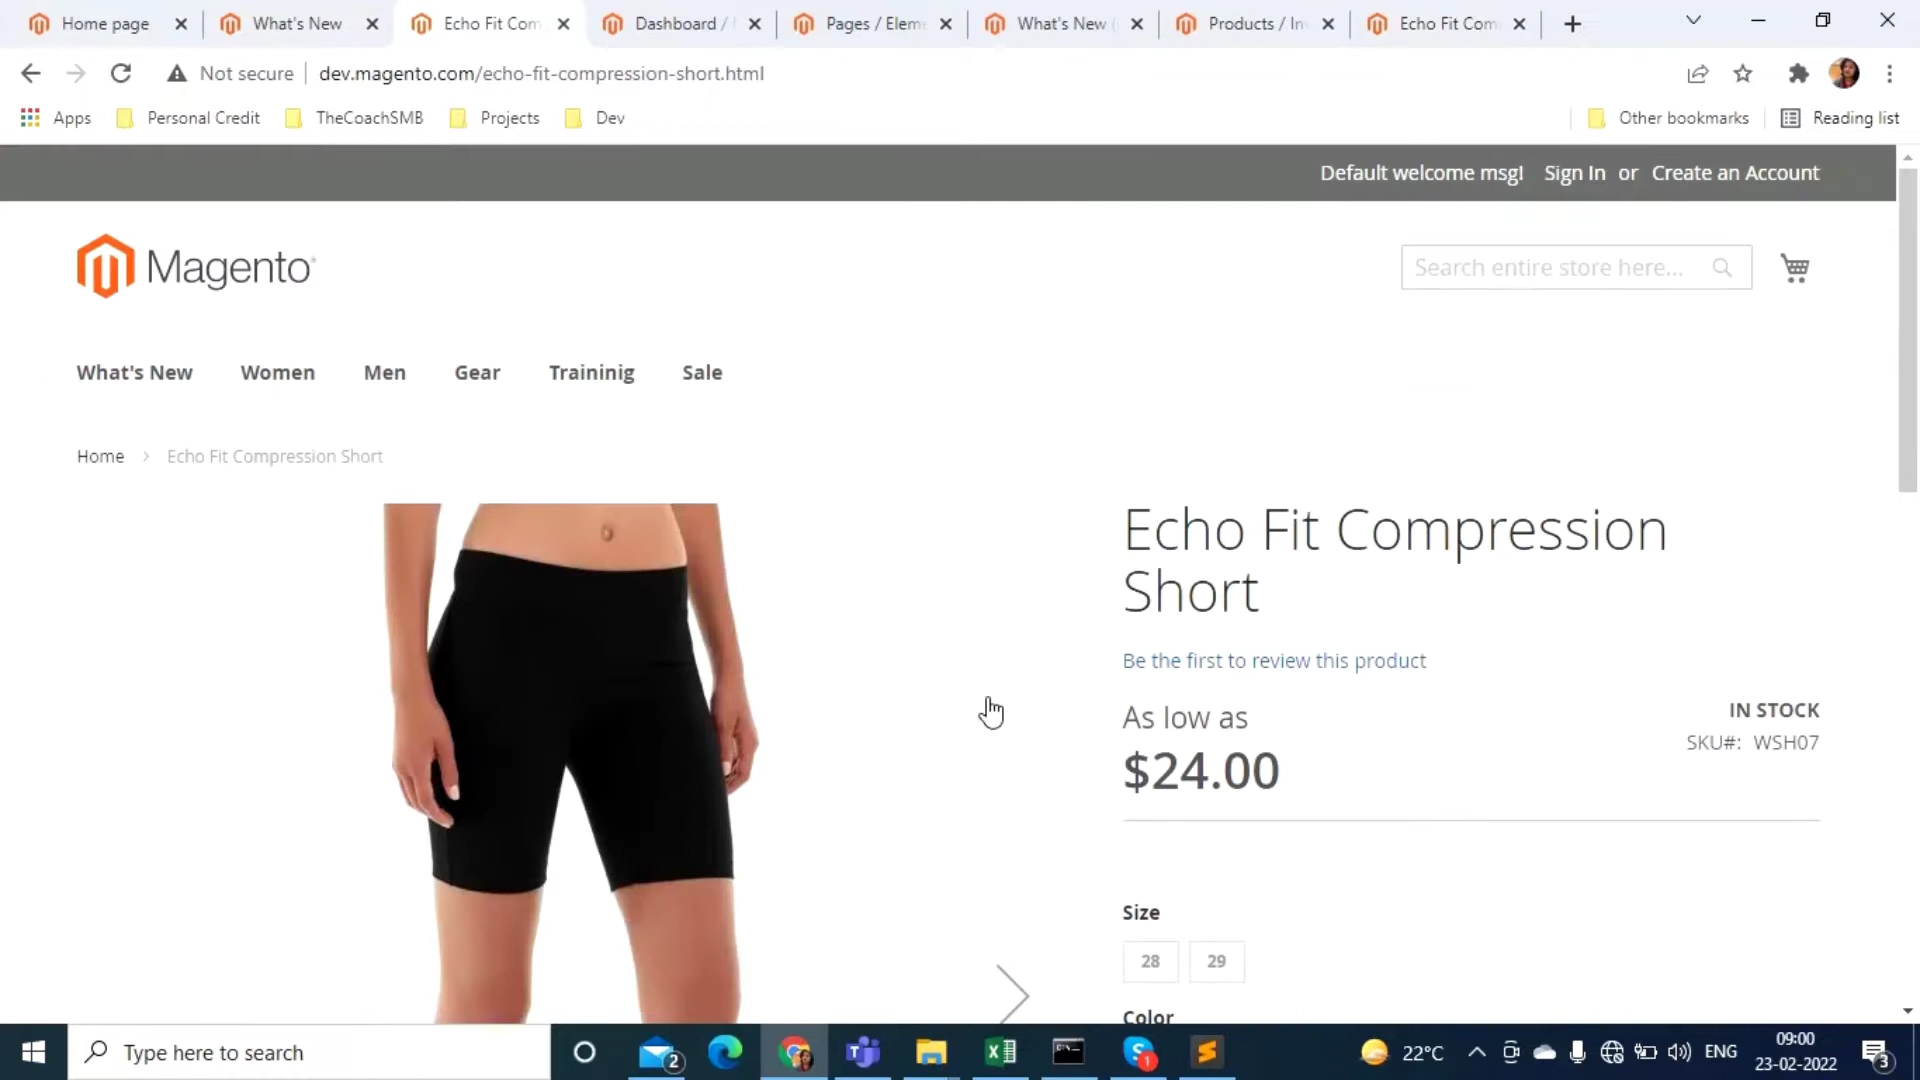 Home page
What's New
Echo Fit Com
Dashboard /
Pages / Elem
What's New (
Products / In
Echo Fit Com
Not secure
dev.magento.com/echo-fit-compression-short.html
Apps
Personal Credit
TheCoachSMB
Projects
Dev
Other bookmarks
Reading list
Default welcome msg! Sign In or Create an Account
Magento
Search entire store here...
What's New Women Men Gear Traininig Sale
Home > Echo Fit Compression Short
Echo Fit Compression
Short
Be the first to review this product
As low as
$24.00
IN STOCK
SKU#: WSH07
Size
28 29
Color
Type here to search
2
1
22°C
ENG
09:00
23-02-2022
3